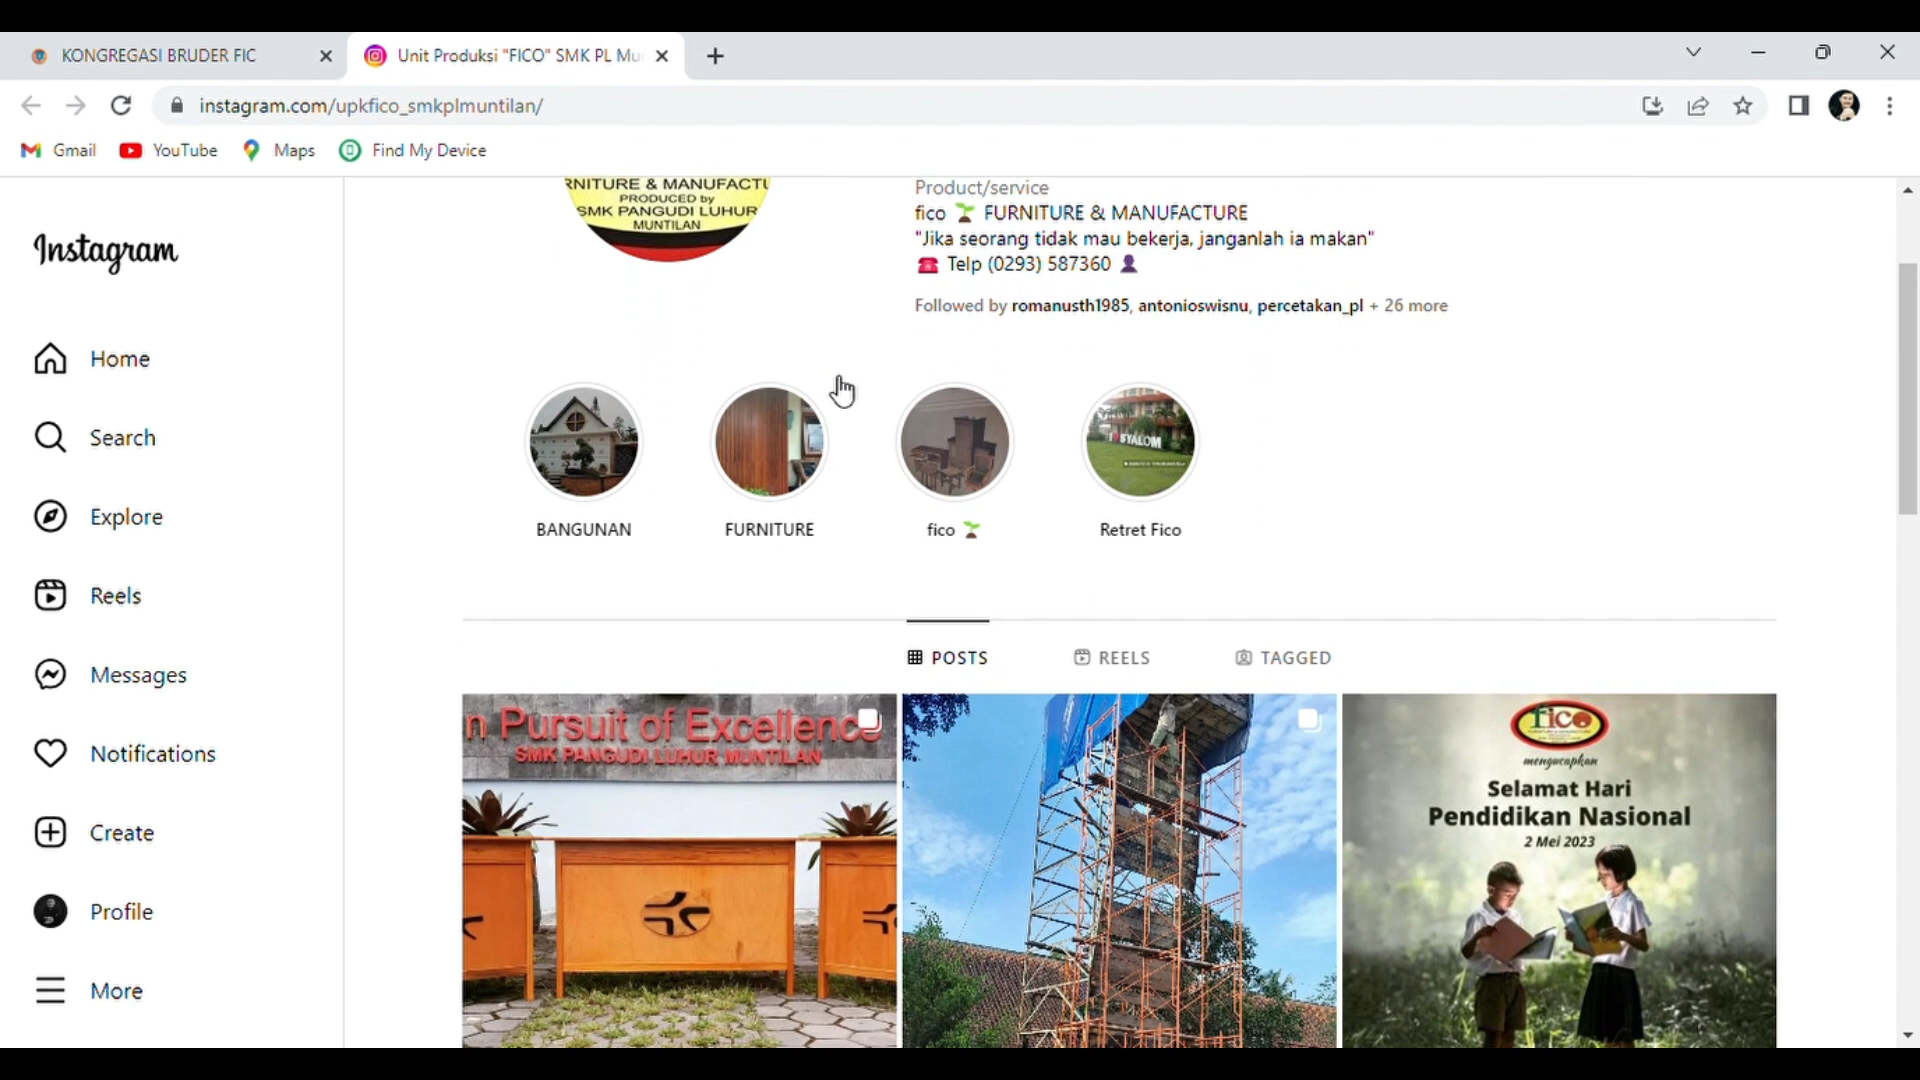 KONGREGASI BRUDER FIC
Unit Produksi "FICO" SMK PL Mu
instagram.com/upkfico_smkplmuntilan/
Gmail YouTube Maps Find My Device
RNITURE & MANUFACTU
PRODUCED by
SMK PANGUDI LUHUR
MUNTILAN
Product/service
fico 🌱 FURNITURE & MANUFACTURE
"Jika seorang tidak mau bekerja, janganlah ia makan"
☎️ Telp (0293) 587360 👤
Followed by romanusth1985, antonioswisnu, percetakan_pl + 26 more
Instagram
Home
Search
Explore
Reels
Messages
Notifications
Create
Profile
More
SYALOM
BANGUNAN FURNITURE fico 🌱 Retret Fico
POSTS REELS TAGGED
n Pursuit of Excellence
SMK PANGUDI LUHUR MUNTILAN
fico
mengucapkan
Selamat Hari
Pendidikan Nasional
2 Mei 2023